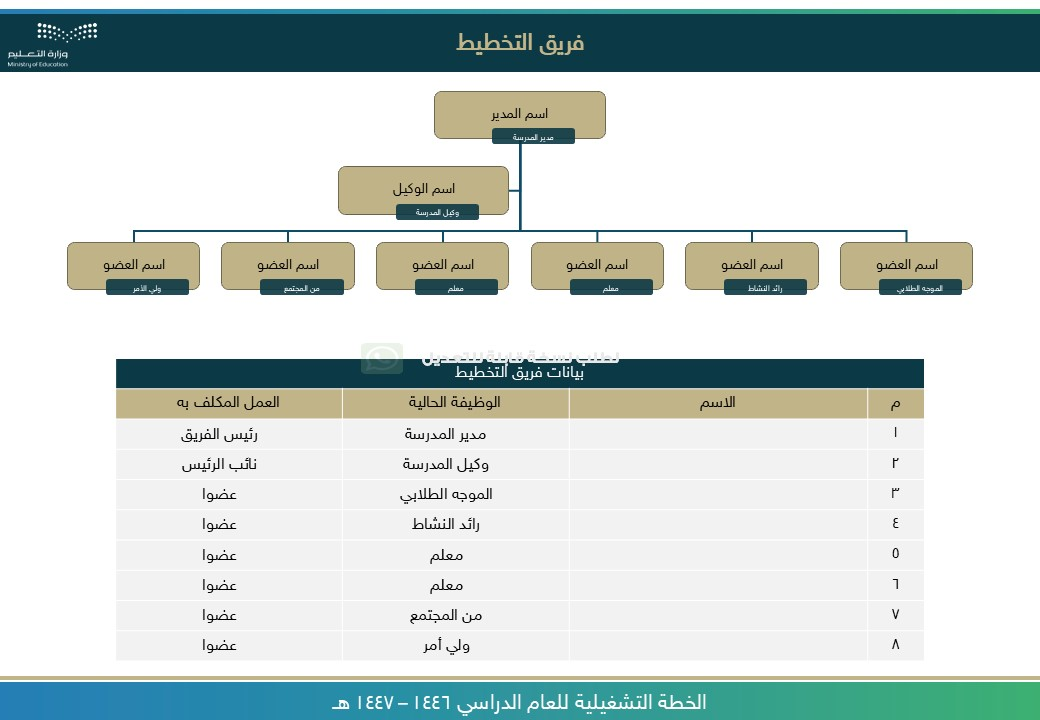 وزارة التعليم
Ministry of Education
فريق التخطيط
اسم المدير
مدير المدرسة
اسم الوكيل
وكيل المدرسة
اسم العضو اسم العضو اسم العضو اسم العضو اسم العضو اسم العضو
الموجه الطلابي رائد النشاط معلم معلم من المجتمع ولي الأمر
لطلب نسخة قابلة للتعديل
بيانات فريق التخطيط
م الاسم الوظيفة الحالية العمل المكلف به
١ مدير المدرسة رئيس الفريق
٢ وكيل المدرسة نائب الرئيس
٣ الموجه الطلابي عضوا
٤ رائد النشاط عضوا
٥ معلم عضوا
٦ معلم عضوا
٧ من المجتمع عضوا
٨ ولي أمر عضوا
الخطة التشغيلية للعام الدراسي ١٤٤٦ – ١٤٤٧ هـ